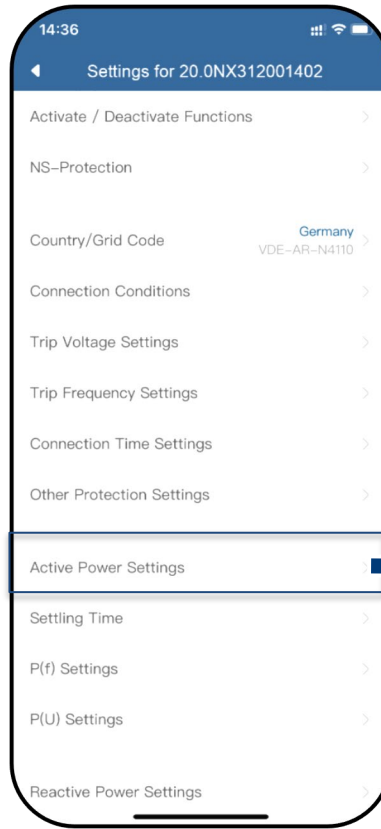 14:36
Settings for 20.0NX312001402
Activate / Deactivate Functions
NS-Protection
Country/Grid Code
Germany
VDE-AR-N4110
Connection Conditions
Trip Voltage Settings
Trip Frequency Settings
Connection Time Settings
Other Protection Settings
Active Power Settings
Settling Time
P(f) Settings
P(U) Settings
Reactive Power Settings